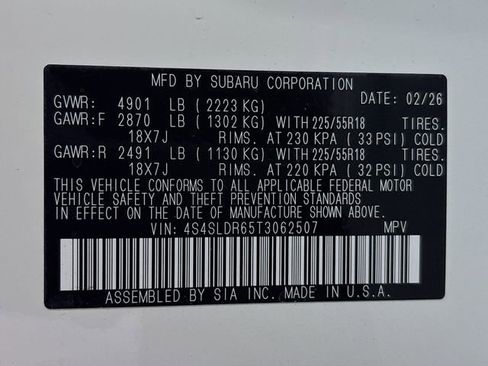 MFD BY SUBARU CORPORATION
GVWR: 4901 LB ( 2223 KG) DATE: 02/26
GAWR:F 2870 LB ( 1302 KG) WITH 225/55R18 TIRES.
18X7J RIMS. AT 230 KPA ( 33 PSI) COLD
GAWR:R 2491 LB ( 1130 KG) WITH 225/55R18 TIRES.
18X7J RIMS. AT 220 KPA ( 32 PSI) COLD
THIS VEHICLE CONFORMS TO ALL APPLICABLE FEDERAL MOTOR
VEHICLE SAFETY AND THEFT PREVENTION STANDARDS
IN EFFECT ON THE DATE OF MANUFACTURE SHOWN ABOVE.
VIN: 4S4SLDR65T3062507 MPV
ASSEMBLED BY SIA INC. MADE IN U.S.A.